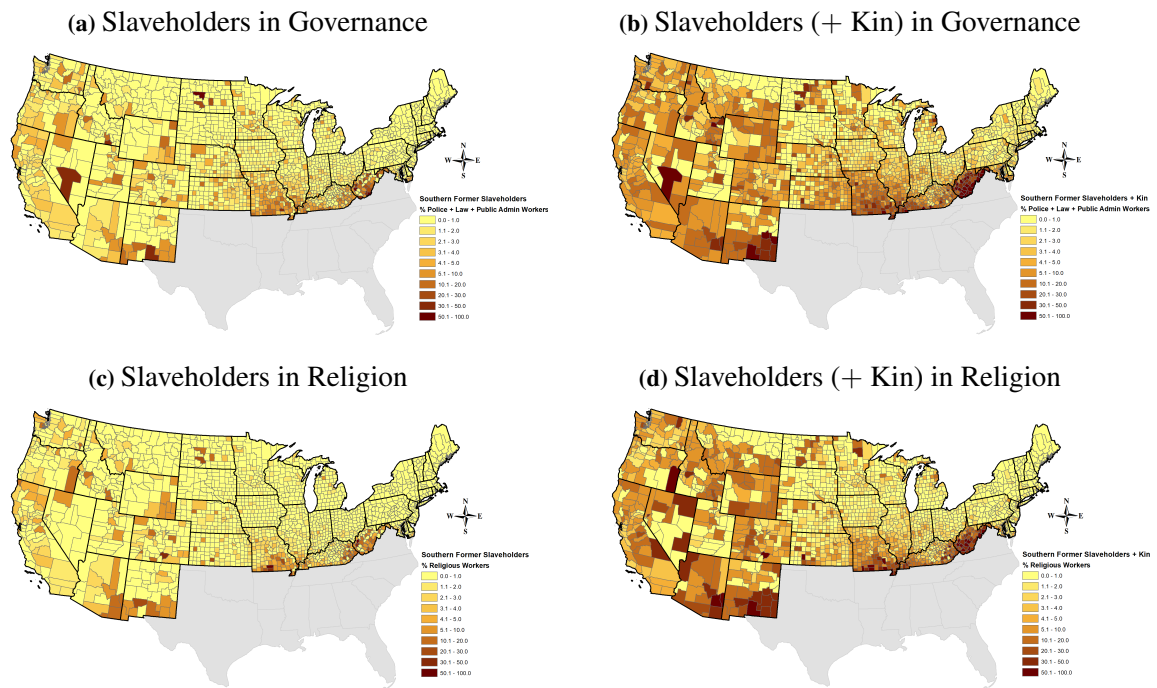 (a) Slaveholders in Governance
N
W E
S
Southern Former Slaveholders
% Police + Law + Public Admin Workers
0.0 - 1.0
1.1 - 2.0
2.1 - 3.0
3.1 - 4.0
4.1 - 5.0
5.1 - 10.0
10.1 - 20.0
20.1 - 30.0
30.1 - 50.0
50.1 - 100.0
(b) Slaveholders (+ Kin) in Governance
N
W E
S
Southern Former Slaveholders + Kin
% Police + Law + Public Admin Workers
0.0 - 1.0
1.1 - 2.0
2.1 - 3.0
3.1 - 4.0
4.1 - 5.0
5.1 - 10.0
10.1 - 20.0
20.1 - 30.0
30.1 - 50.0
50.1 - 100.0
(c) Slaveholders in Religion
N
W E
S
Southern Former Slaveholders
% Religious Workers
0.0 - 1.0
1.1 - 2.0
2.1 - 3.0
3.1 - 4.0
4.1 - 5.0
5.1 - 10.0
10.1 - 20.0
20.1 - 30.0
30.1 - 50.0
50.1 - 100.0
(d) Slaveholders (+ Kin) in Religion
N
W E
S
Southern Former Slaveholders + Kin
% Religious Workers
0.0 - 1.0
1.1 - 2.0
2.1 - 3.0
3.1 - 4.0
4.1 - 5.0
5.1 - 10.0
10.1 - 20.0
20.1 - 30.0
30.1 - 50.0
50.1 - 100.0